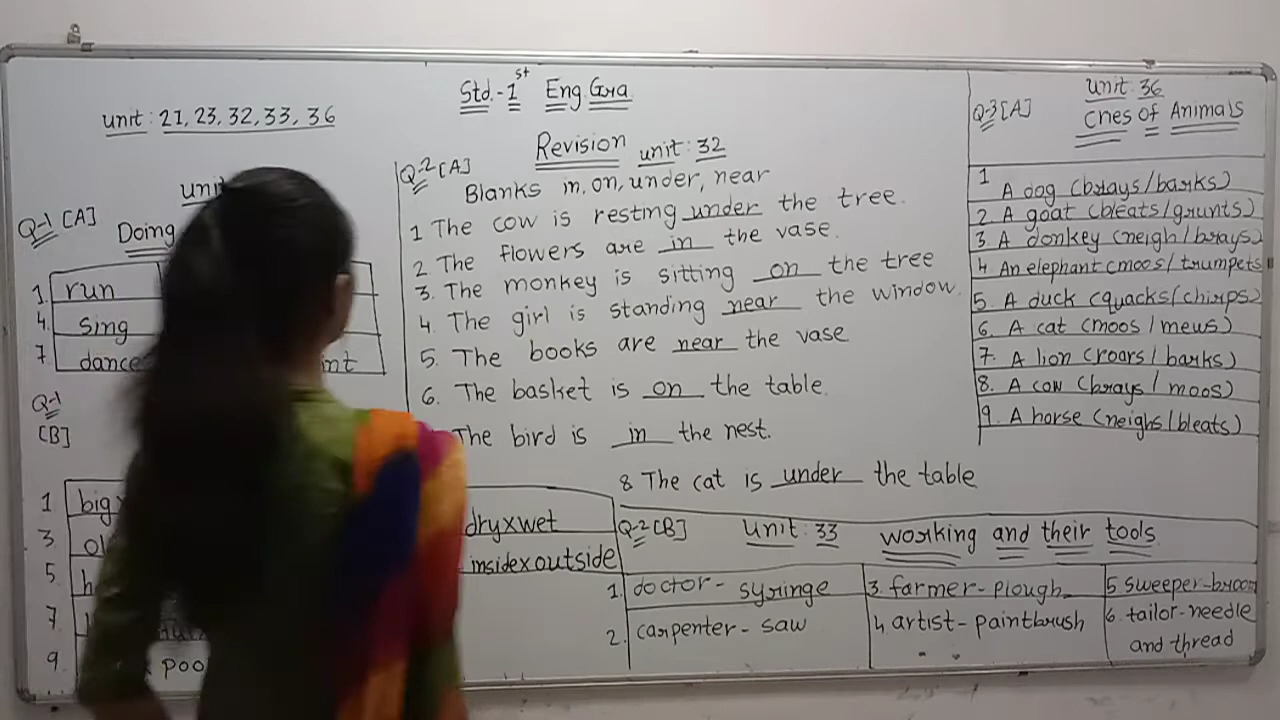 Std.-1st Eng.Gra
unit : 21, 23, 32, 33, 36
Revision unit : 32
Q-1 [A]
Doing
1. run
4. sing
7 dance
Q-1
[B]
1 big
3.
5.
7
9. poo
dryxwet
insidexoutside
Q-2 [A]
Blanks in, on, under, near
1 The cow is resting under the tree.
2 The flowers are in the vase.
3. The monkey is sitting on the tree
4. The girl is standing near the window.
5. The books are near the vase
6. The basket is on the table.
The bird is in the nest.
8 The cat is under the table
Q-2 [B] unit : 33 working and their tools
1. doctor - syringe
2. carpenter - saw
3. farmer - plough
4. artist - paintbrush
5 sweeper - broom
6. tailor - needle
and thread
unit 36
Q-3 [A] Cries of Animals
1 A dog (brays/barks)
2 A goat (bleats/grunts)
3. A donkey (neigh/brays)
4 An elephant (moos/trumpets
5. A duck (quacks/chirps)
6. A cat (moos/mews)
7. A lion (roars/barks)
8. A cow (brays/moos)
9. A horse (neighs/bleats)